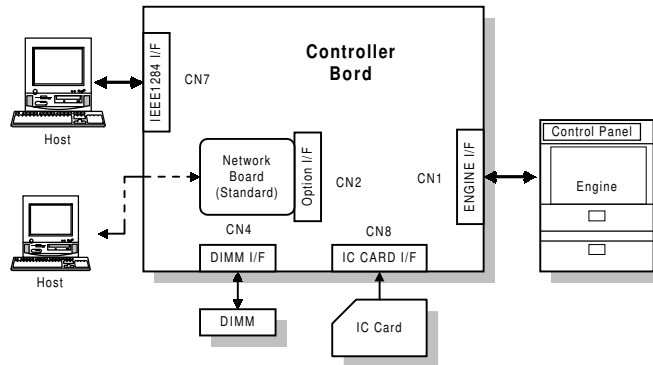 Controller
Bord
IEEE1284 I/F
CN7
Host
Network
Board
(Standard)
Option I/F
CN2
CN1
ENGINE I/F
Control Panel
Engine
Host
CN4
DIMM I/F
CN8
IC CARD I/F
DIMM
IC Card